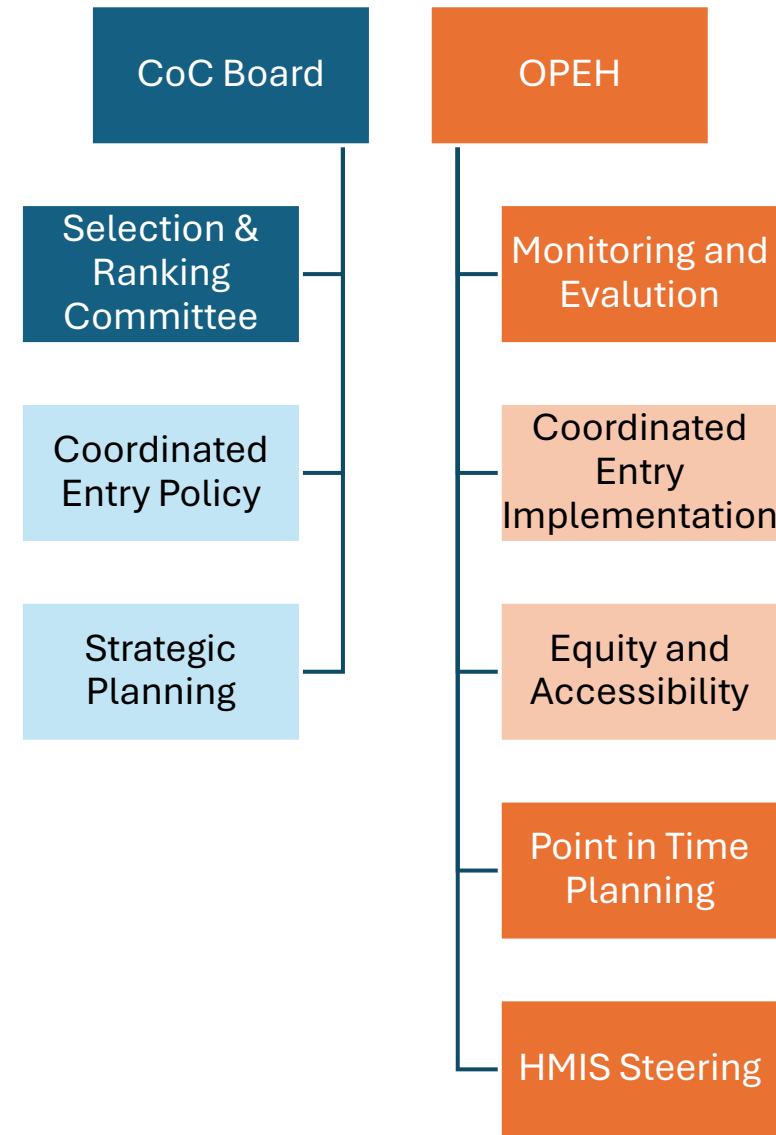 CoC Board
Selection &
Ranking
Committee
Coordinated
Entry Policy
Strategic
Planning
OPEH
Monitoring and
Evalution
Coordinated
Entry
Implementation
Equity and
Accessibility
Point in Time
Planning
HMIS Steering